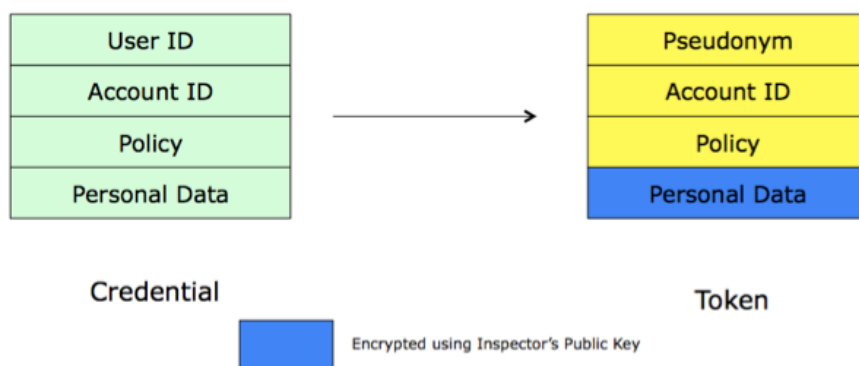 User ID
Account ID
Policy
Personal Data
Credential
Pseudonym
Account ID
Policy
Personal Data
Token
Encrypted using Inspector's Public Key